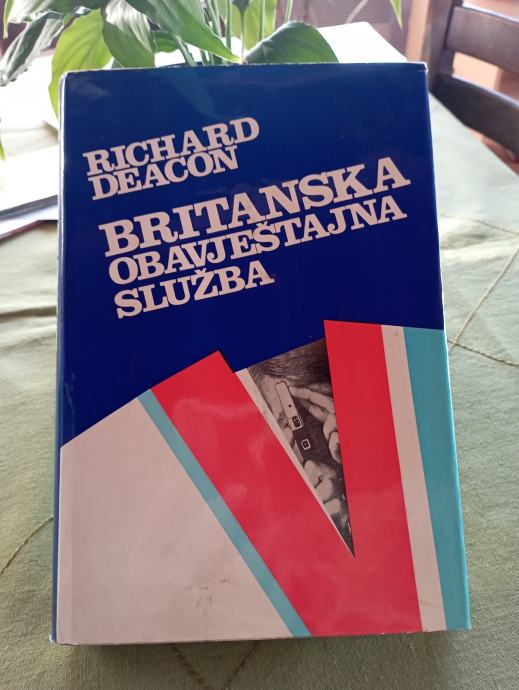 RICHARD
DEACON
BRITANSKA
OBAVJEŠTAJNA
SLUŽBA